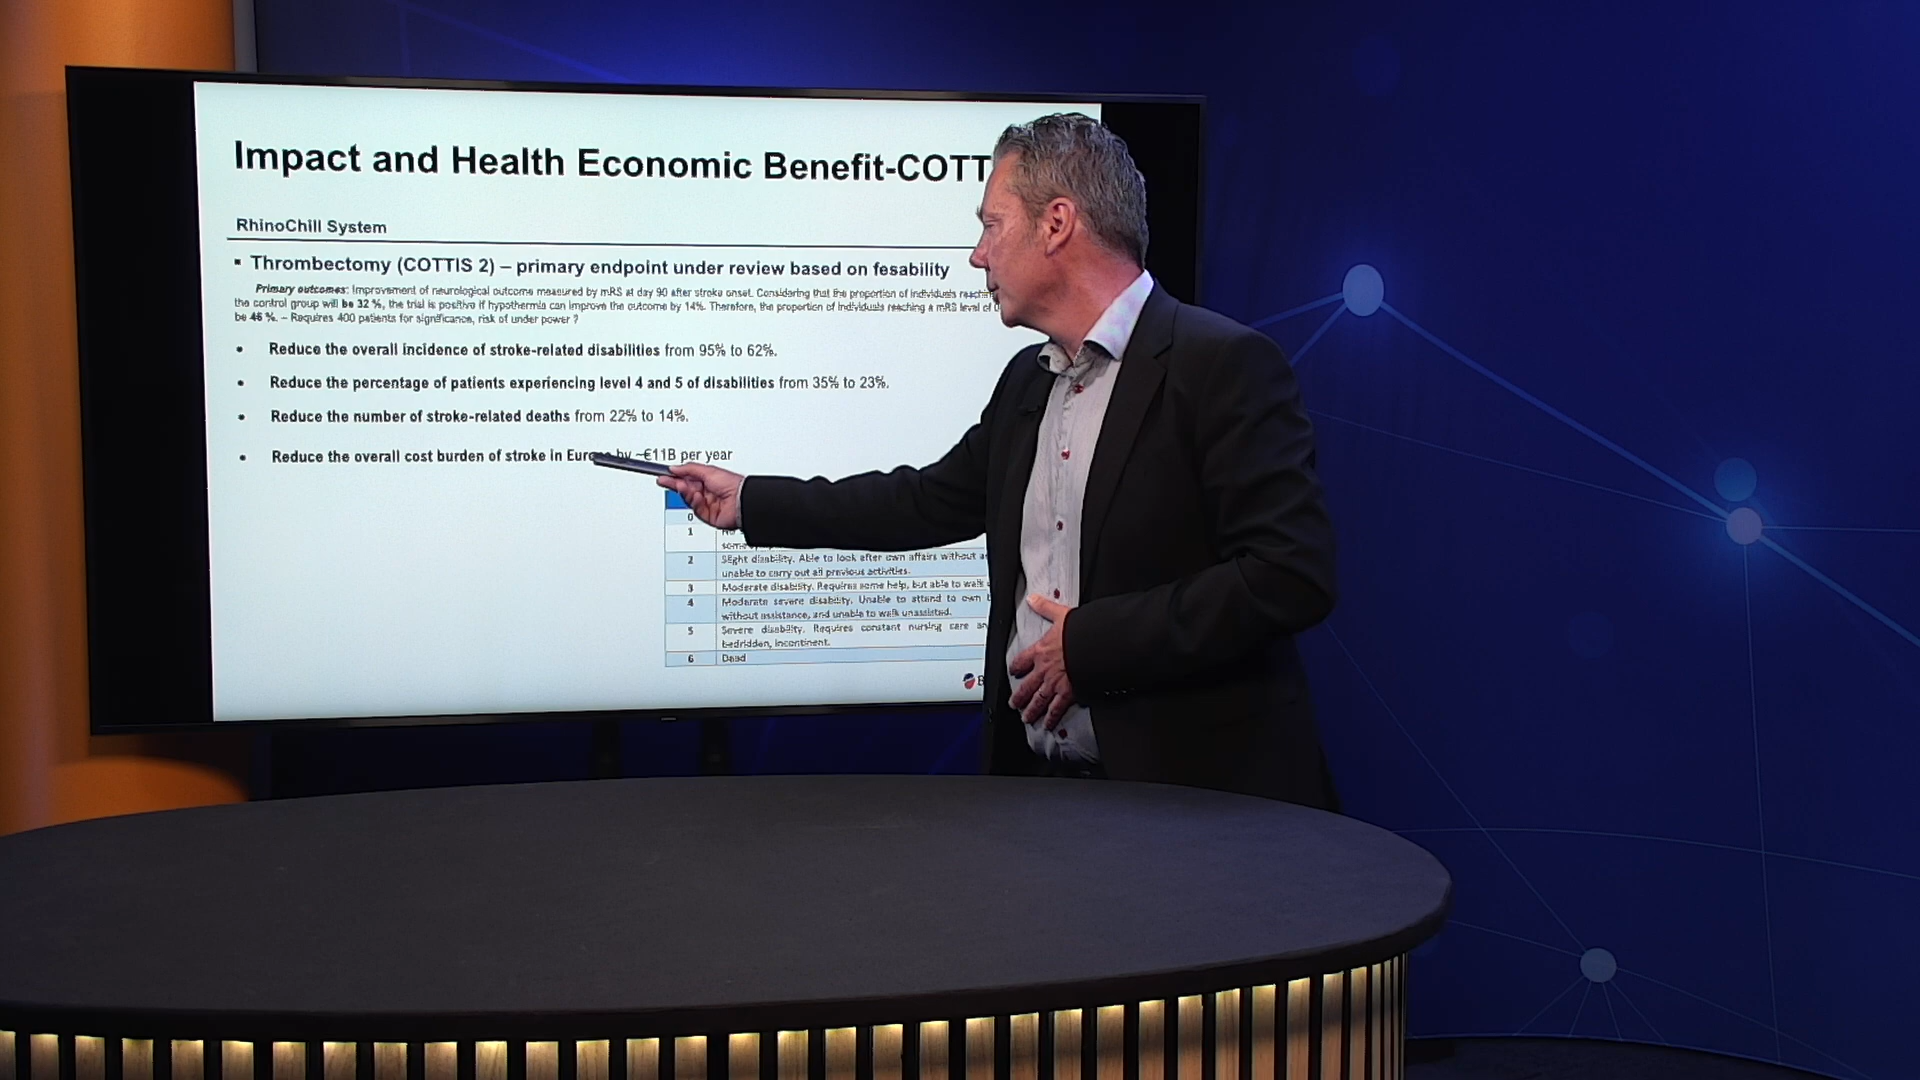 Impact and Health Economic Benefit-COTT
RhinoChill System
▪ Thrombectomy (COTTIS 2) – primary endpoint under review based on fesability
Primary outcomes: Improvement of neurological outcome measured by mRS at day 90 after stroke onset. Considering that the proportion of individuals
the control group will be 32 %, the trial is positive if hypothermia can improve the outcome by 14%. Therefore, the proportion of individuals reaching a mRS level of
be 46 %. – Requires 400 patients for significance, risk of under power ?
• Reduce the overall incidence of stroke-related disabilities from 95% to 62%.
• Reduce the percentage of patients experiencing level 4 and 5 of disabilities from 35% to 23%.
• Reduce the number of stroke-related deaths from 22% to 14%.
• Reduce the overall cost burden of stroke in Europe by ~€11B per year
0
1
2 Slight disability. Able to look after own affairs without
unable to carry out all previous activities.
3 Moderate disability. Requires some help, but able to walk
4 Moderate severe disability. Unable to attend to own
without assistance, and unable to walk unassisted.
5 Severe disability. Requires constant nursing care
bedridden, incontinent.
6 Dead